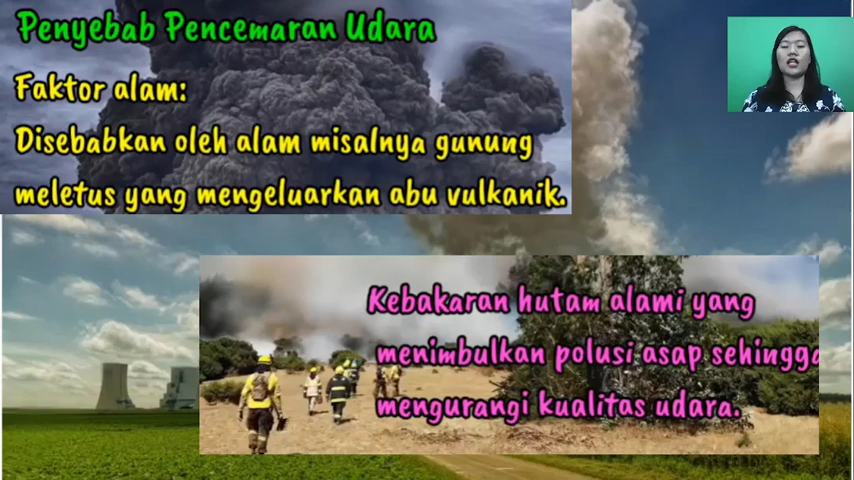 Penyebab Pencemaran Udara
Faktor alam:
Disebabkan oleh alam misalnya gunung
meletus yang mengeluarkan abu vulkanik.
Kebakaran hutam alami yang
menimbulkan polusi asap sehingga
mengurangi kualitas udara.